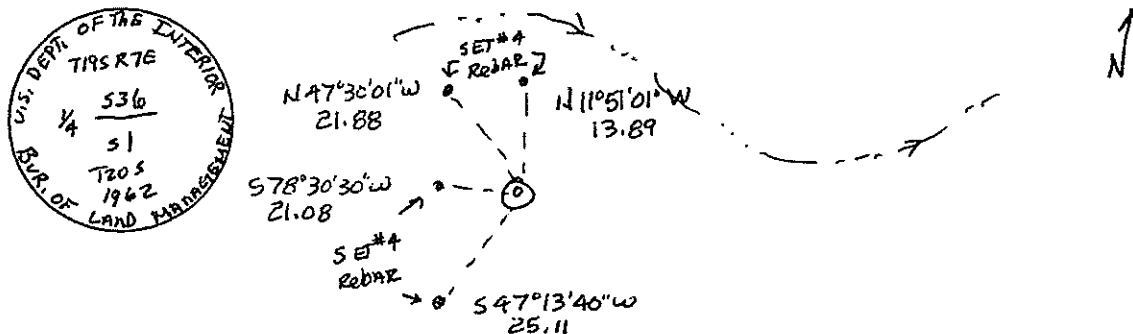 U.S. DEPT. OF THE INTERIOR
T19S R7E
1/4 S36
S1
T20S
1962
BUR. OF LAND MANAGEMENT
SET #4
RebAR
N47°30'01"W
21.88
N11°51'01"W
13.89
S78°30'30"W
21.08
SET #4
RebAR
S47°13'40"W
25.11
N